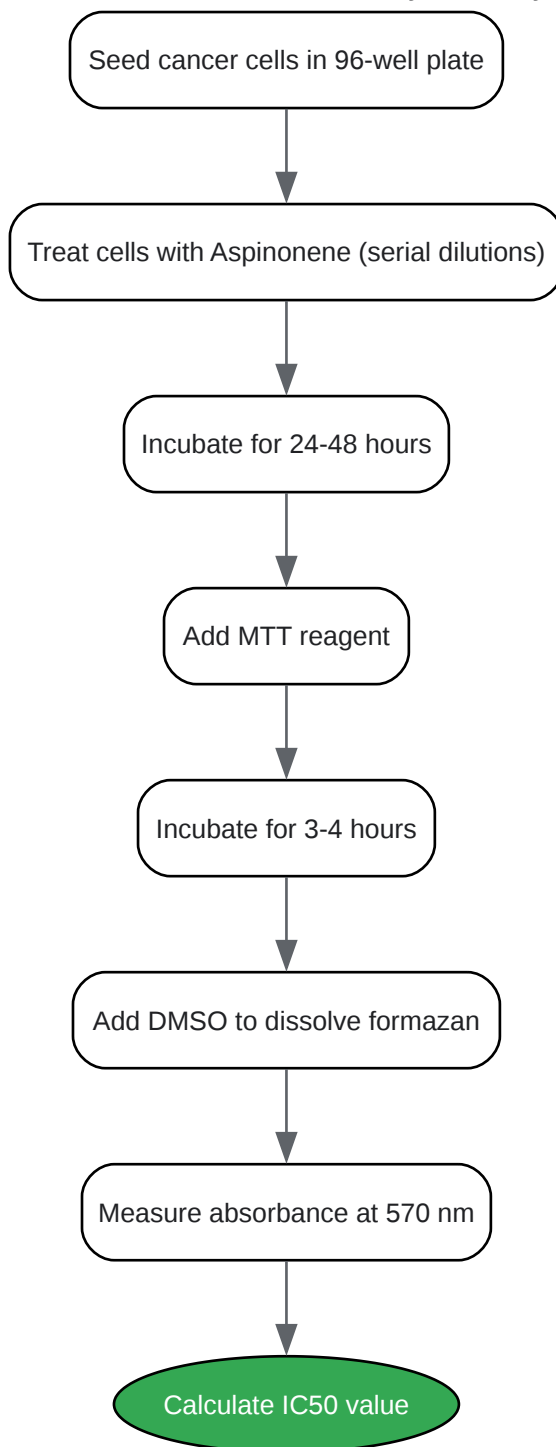 Seed cancer cells in 96-well plate
Treat cells with Aspinonene (serial dilutions)
Incubate for 24-48 hours
Add MTT reagent
Incubate for 3-4 hours
Add DMSO to dissolve formazan
Measure absorbance at 570 nm
Calculate IC50 value